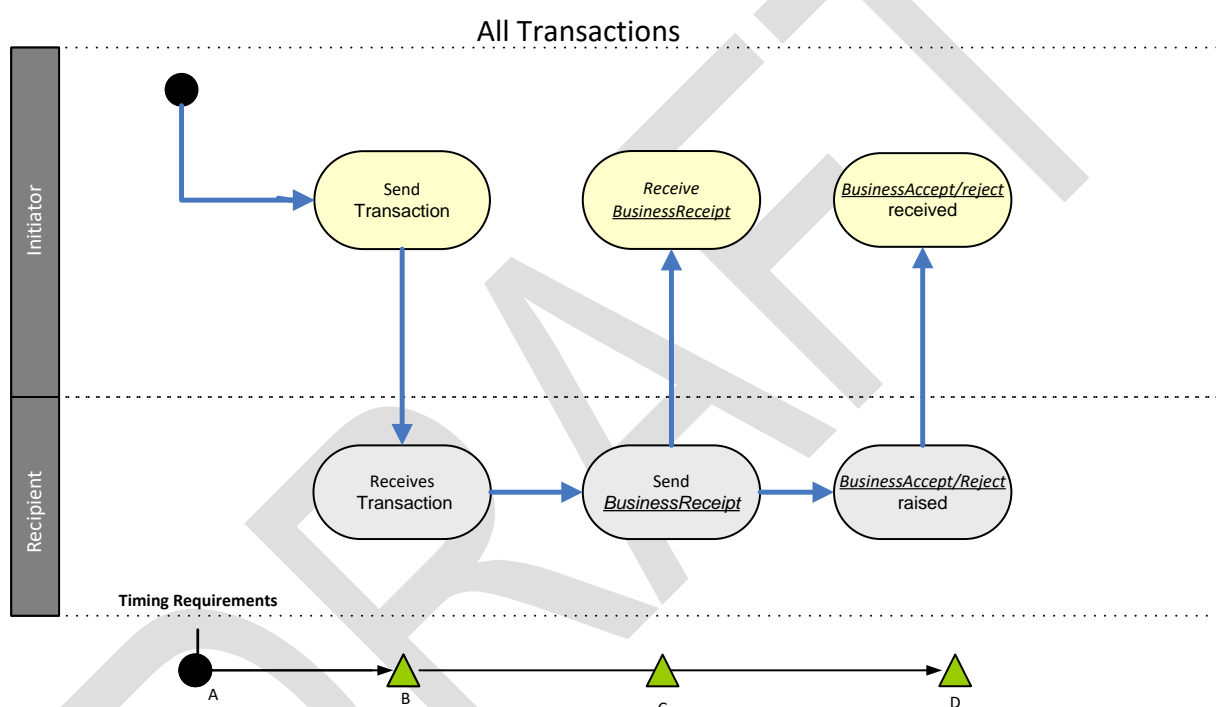 All Transactions
Initiator
Send
Transaction
Receive
BusinessReceipt
BusinessAccept/reject
received
Recipient
Receives
Transaction
Send
BusinessReceipt
BusinessAccept/Reject
raised
Timing Requirements
A
B
C
D
DRAFT